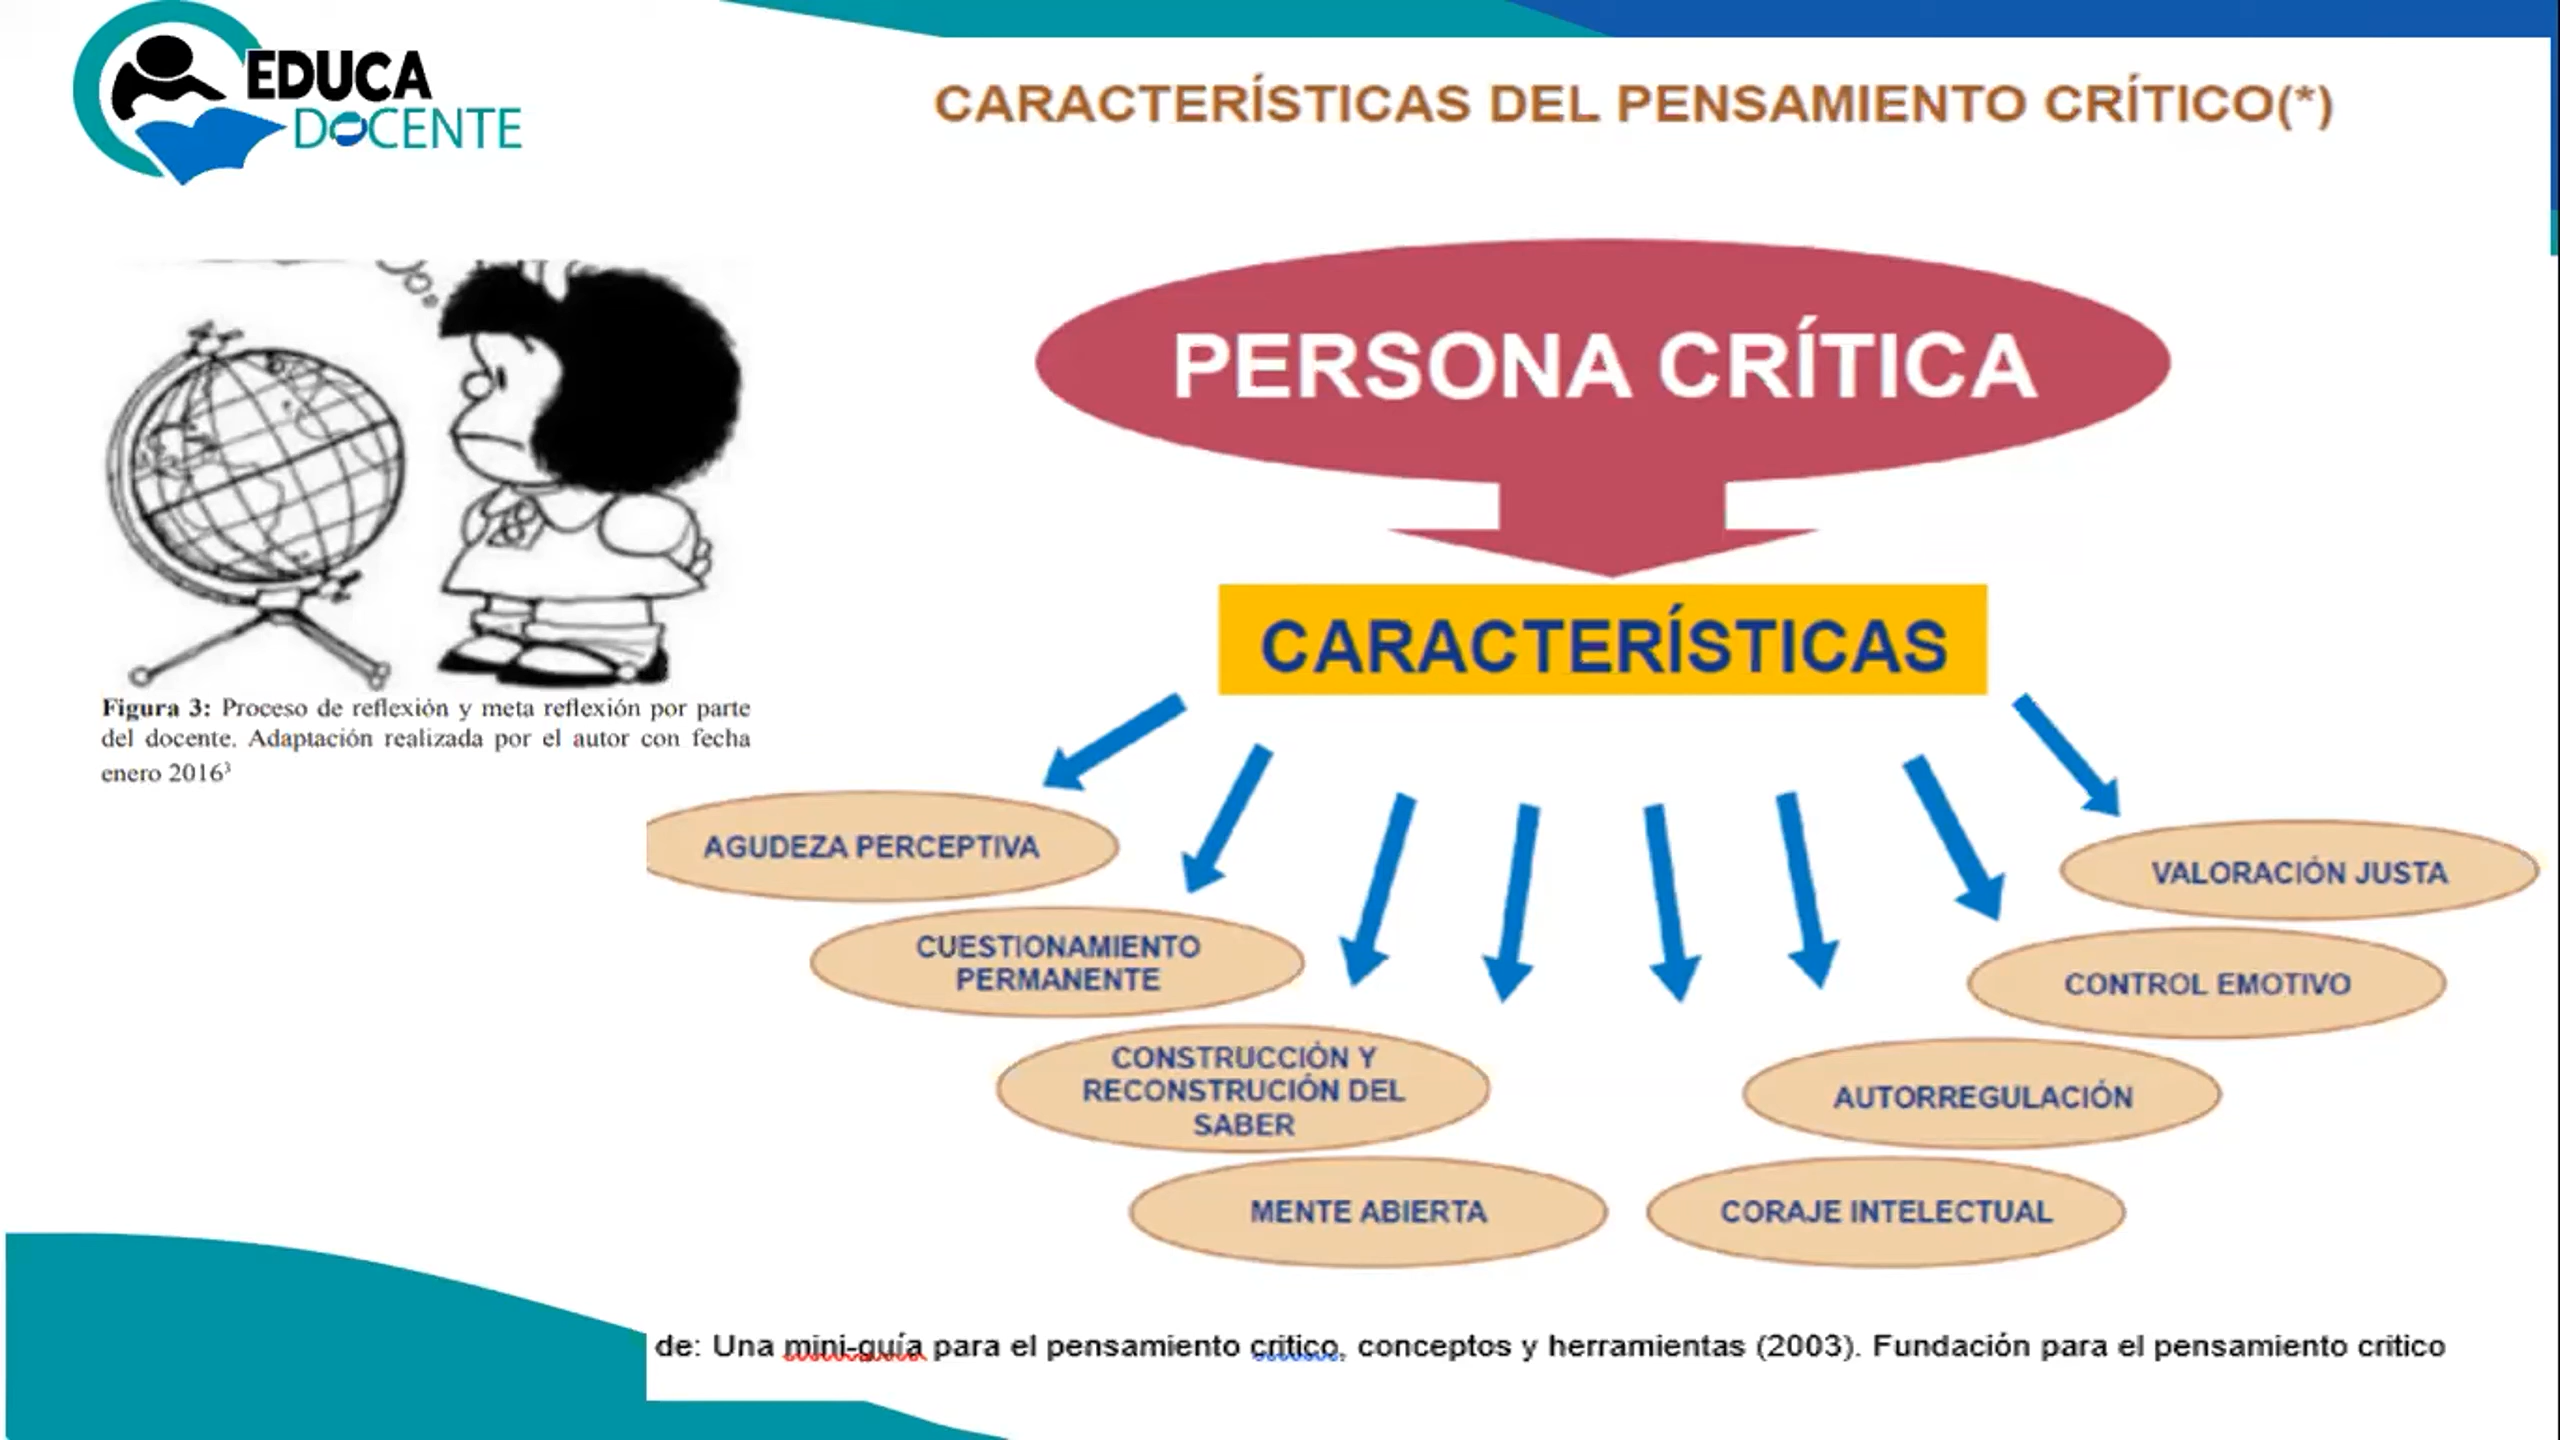 EDUCA
DOCENTE
CARACTERÍSTICAS DEL PENSAMIENTO CRÍTICO(*)
yo.
PERSONA CRÍTICA
CARACTERÍSTICAS
Figura 3: Proceso de reflexión y meta reflexión por parte
del docente. Adaptación realizada por el autor con fecha
enero 2016³
AGUDEZA PERCEPTIVA
CUESTIONAMIENTO
PERMANENTE
CONSTRUCCIÓN Y
RECONSTRUCIÓN DEL
SABER
MENTE ABIERTA
CORAJE INTELECTUAL
AUTORREGULACIÓN
CONTROL EMOTIVO
VALORACIÓN JUSTA
de: Una mini-guía para el pensamiento critico, conceptos y herramientas (2003). Fundación para el pensamiento critico